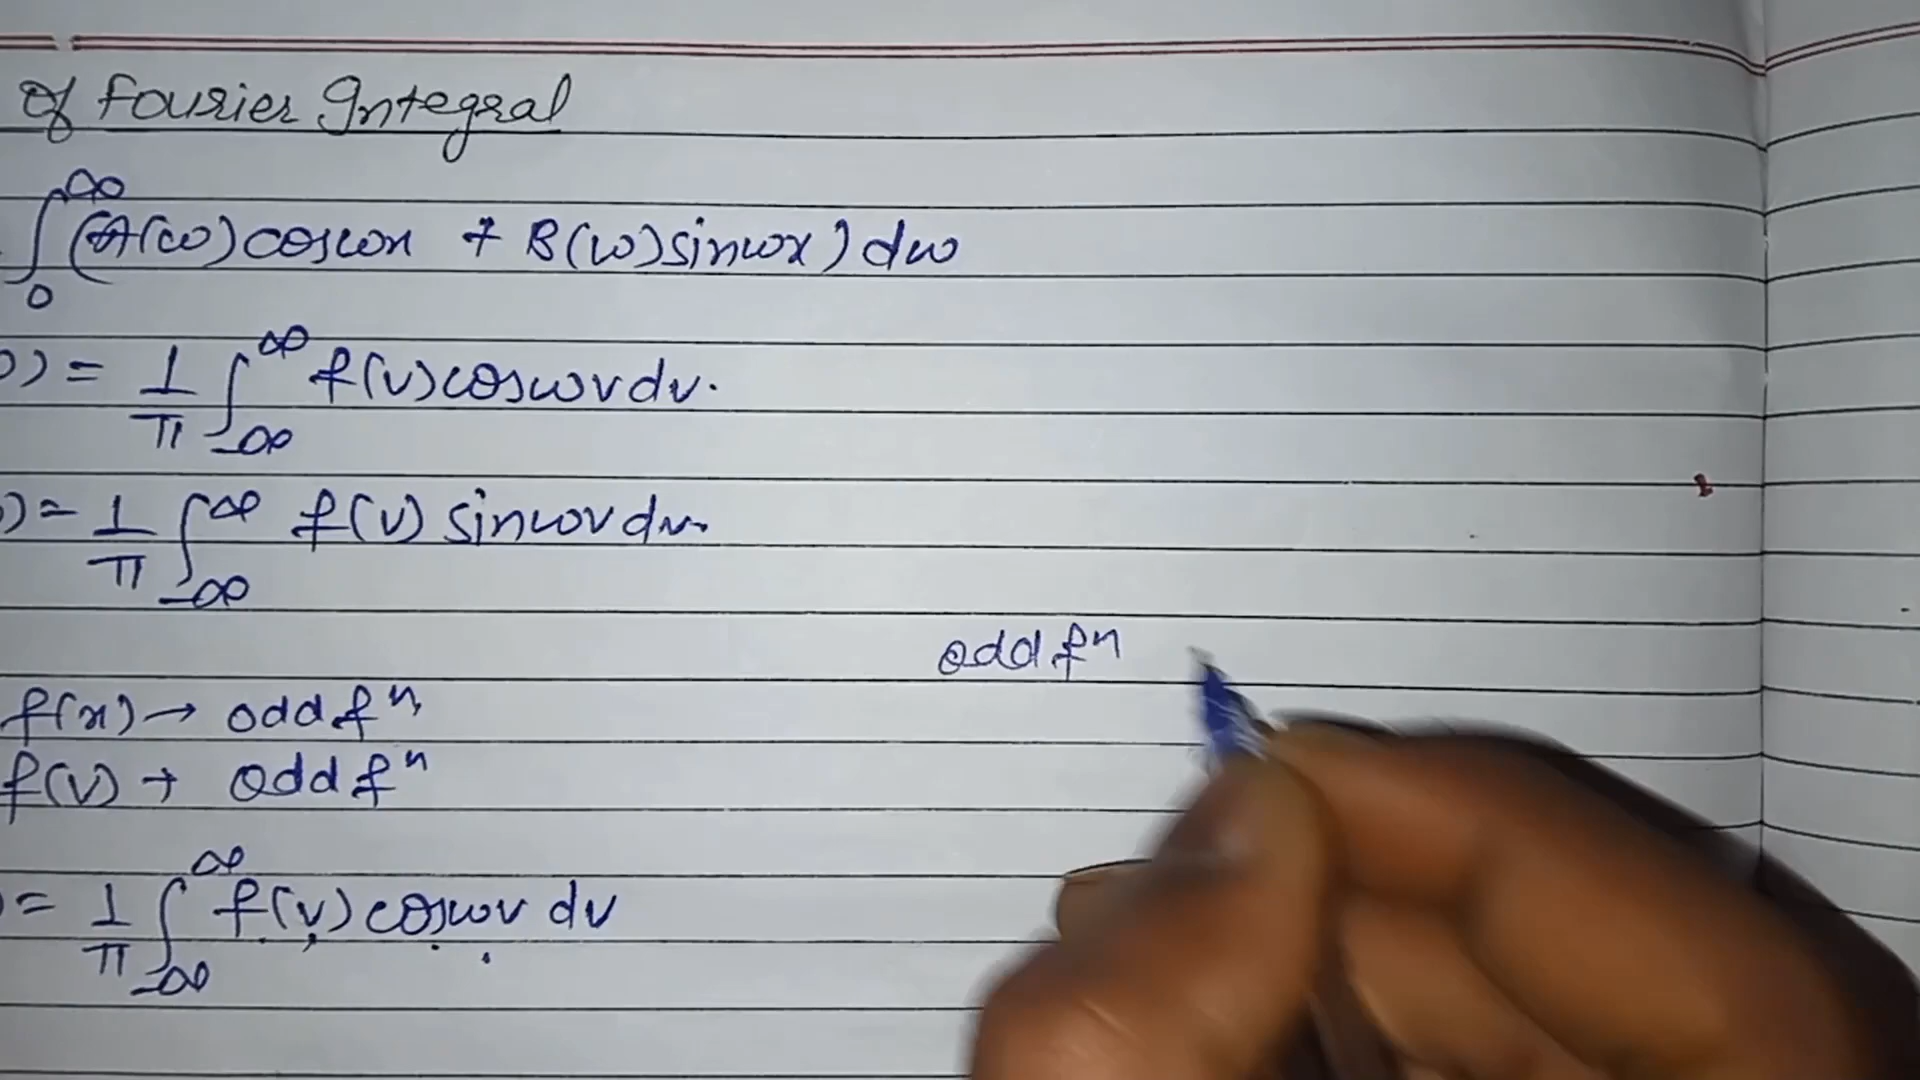 Of Fourier Integral
∫₀^∞ (A(ω) cosωx + B(ω) sinωx) dω
)) = 1/π ∫_-∞^∞ f(v) cosωv dv.
) = 1/π ∫_-∞^∞ f(v) sinωv dv.
odd fⁿ
f(x) → odd fⁿ,
f(v) → odd fⁿ
) = 1/π ∫_-∞^∞ f(v) cosωv dv